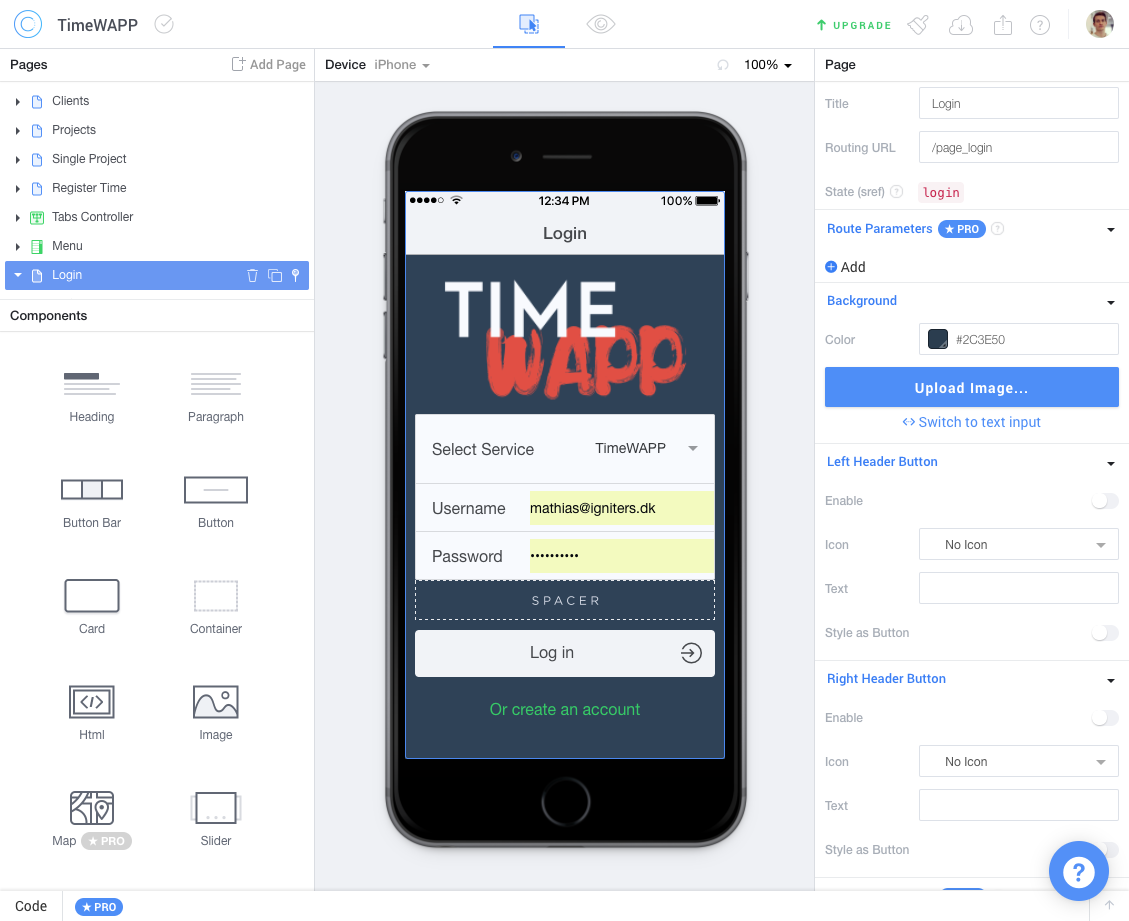 TimeWAPP
UPGRADE
Pages
Add Page
Clients
Projects
Single Project
Register Time
Tabs Controller
Menu
Login
Components
Heading
Paragraph
Button Bar
Button
Card
Container
Html
Image
Map
PRO
Slider
Device
iPhone
100%
12:34 PM
100%
Login
TIME
WAPP
Select Service
TimeWAPP
Username
mathias@igniters.dk
Password
••••••••••
SPACER
Log in
Or create an account
Page
Title
Login
Routing URL
/page_login
State (sref)
?
login
Route Parameters
PRO
?
Add
Background
Color
#2C3E50
Upload Image...
Switch to text input
Left Header Button
Enable
Icon
No Icon
Text
Style as Button
Right Header Button
Enable
Icon
No Icon
Text
Style as Button
?
Code
PRO